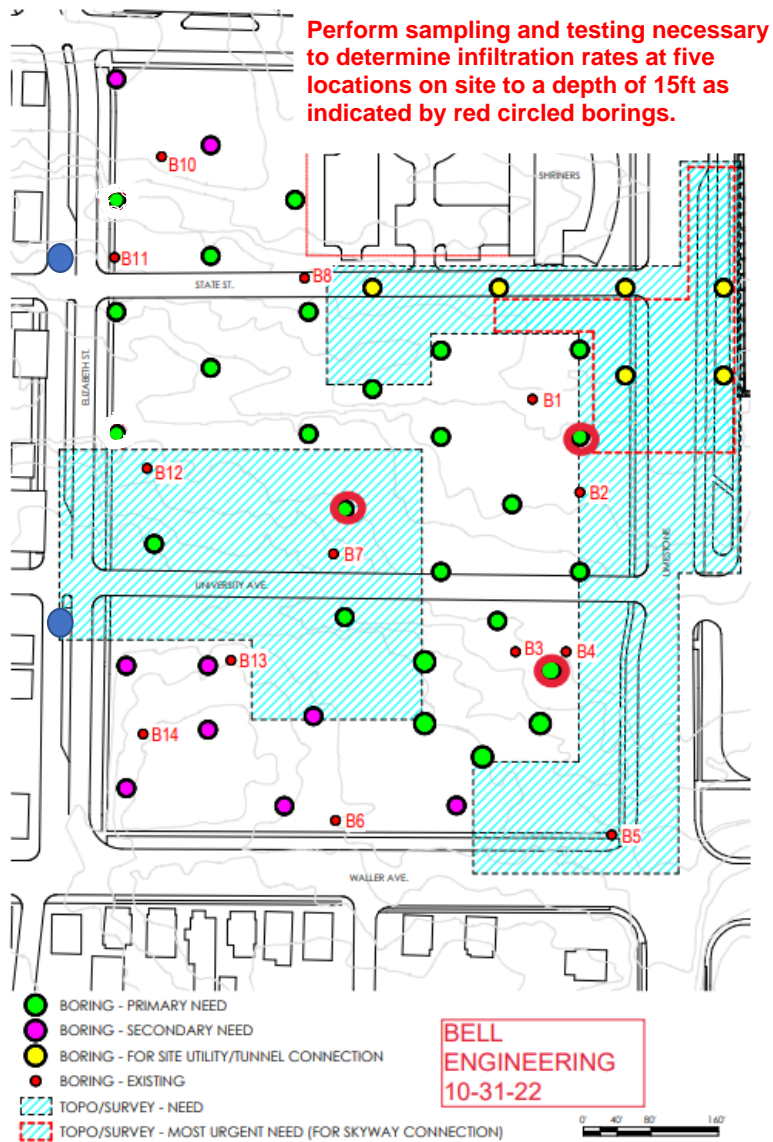 Perform sampling and testing necessary
to determine infiltration rates at five
locations on site to a depth of 15ft as
indicated by red circled borings.
B10
SHRINERS
B11
B8
STATE ST.
ELIZABETH ST.
B1
B12
B2
B7
LIMESTONE
UNIVERSITY AVE.
B3
B4
B13
B14
B6
B5
WALLER AVE.
BORING - PRIMARY NEED
BORING - SECONDARY NEED
BORING - FOR SITE UTILITY/TUNNEL CONNECTION
BORING - EXISTING
TOPO/SURVEY - NEED
TOPO/SURVEY - MOST URGENT NEED (FOR SKYWAY CONNECTION)
BELL
ENGINEERING
10-31-22
0' 40' 80' 160'